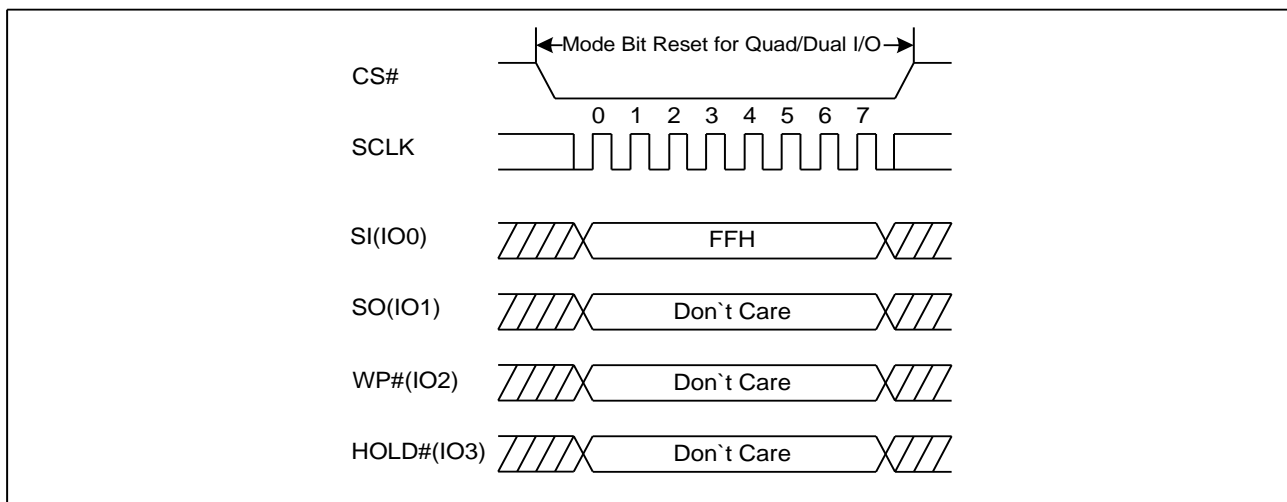 Mode Bit Reset for Quad/Dual I/O
CS#
0 1 2 3 4 5 6 7
SCLK
SI(IO0) FFH
SO(IO1) Don`t Care
WP#(IO2) Don`t Care
HOLD#(IO3) Don`t Care